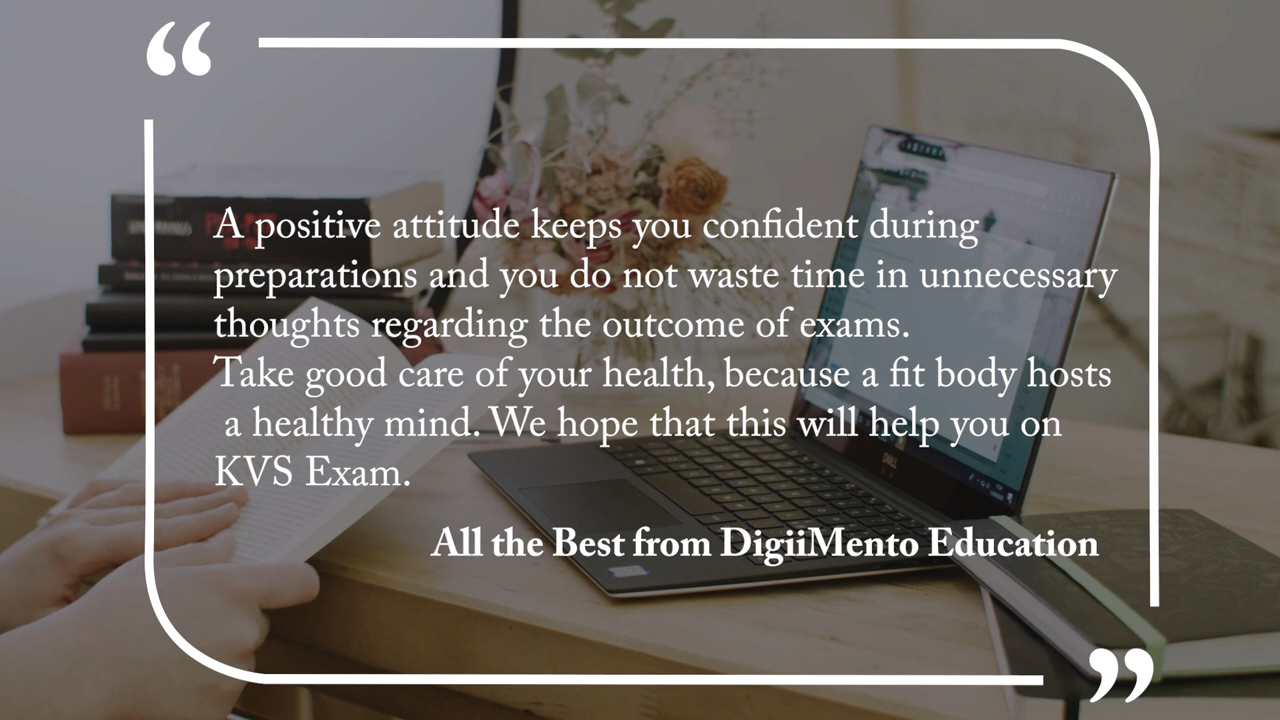 “
A positive attitude keeps you confident during
preparations and you do not waste time in unnecessary
thoughts regarding the outcome of exams.
Take good care of your health, because a fit body hosts
a healthy mind. We hope that this will help you on
KVS Exam.
All the Best from DigiiMento Education
”
DELL